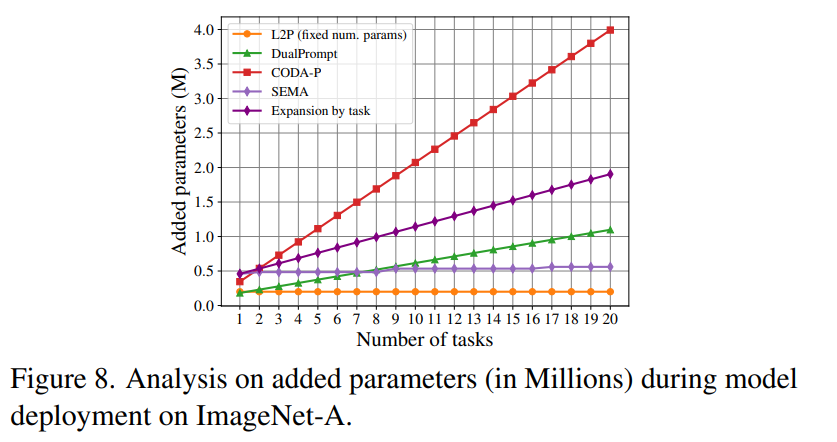 4.0
3.5
3.0
2.5
2.0
1.5
1.0
0.5
0.0
Added parameters (M)
L2P (fixed num. params)
DualPrompt
CODA-P
SEMA
Expansion by task
1 2 3 4 5 6 7 8 9 10 11 12 13 14 15 16 17 18 19 20
Number of tasks
Figure 8. Analysis on added parameters (in Millions) during model
deployment on ImageNet-A.